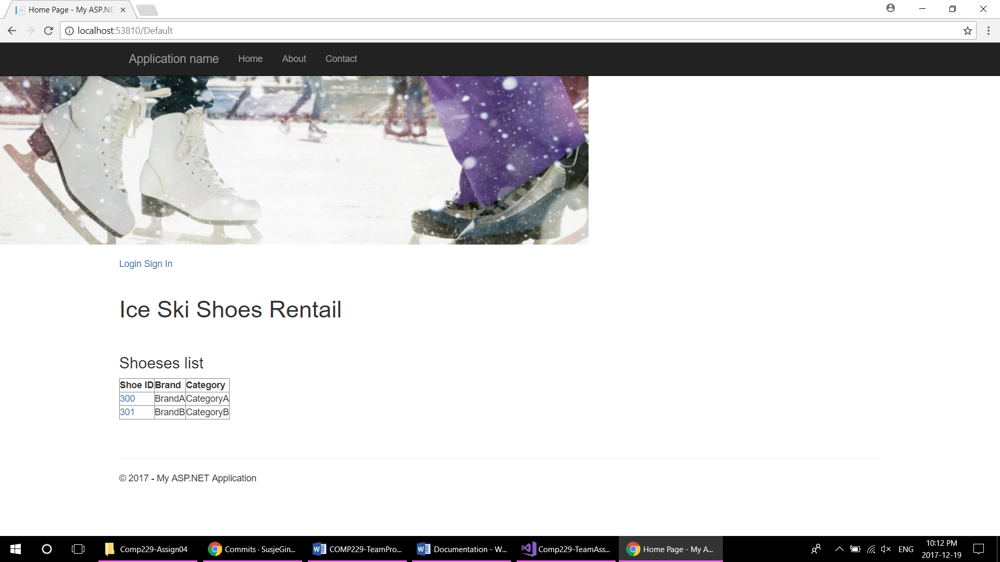 Home Page - My ASP.NE
localhost:53810/Default
Application name Home About Contact
Login Sign In
Ice Ski Shoes Rentail
Shoeses list
Shoe ID Brand Category
300 BrandA CategoryA
301 BrandB CategoryB
© 2017 - My ASP.NET Application
Comp229-Assign04 Commits · SusjeGin... COMP229-TeamPro... Documentation - W... Comp229-TeamAss... Home Page - My A... ENG 10:12 PM
2017-12-19